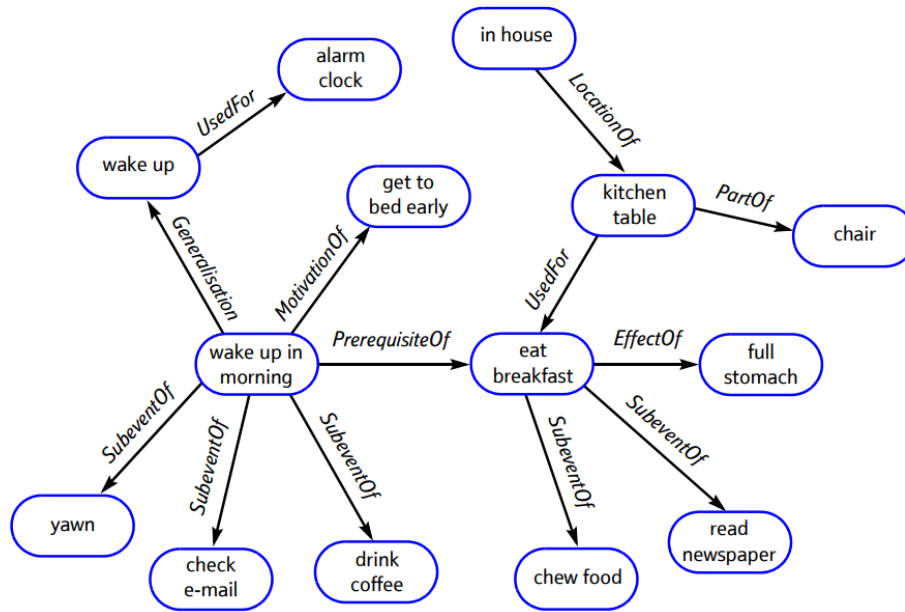 in house
alarm
clock
UsedFor
LocationOf
wake up
get to
bed early
kitchen
table
PartOf
chair
Generalisation
MotivationOf
UsedFor
wake up in
morning
PrerequisiteOf
eat
breakfast
EffectOf
full
stomach
SubeventOf
SubeventOf
SubeventOf
SubeventOf
SubeventOf
yawn
check
e-mail
drink
coffee
chew food
read
newspaper